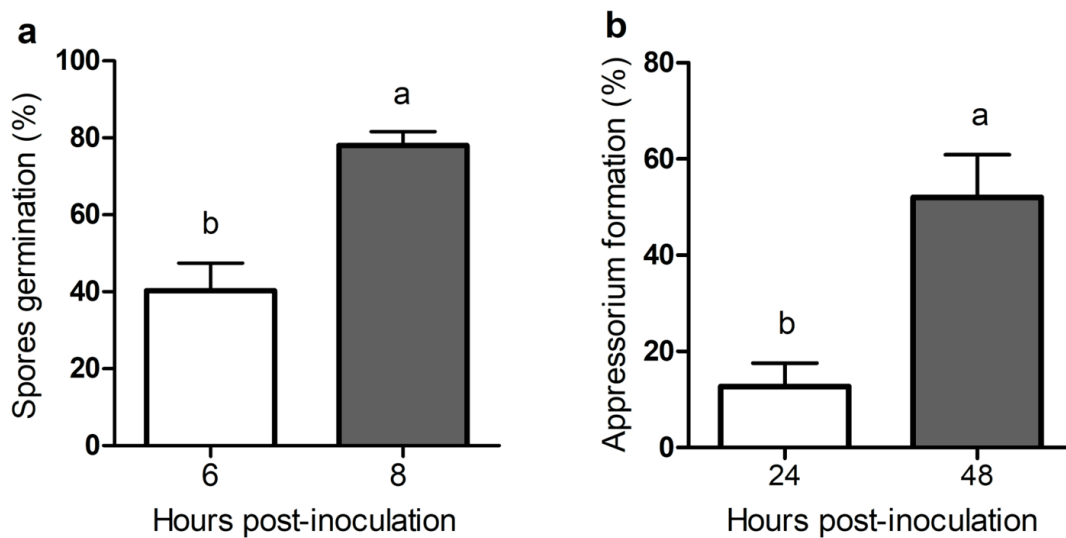 a
Spores germination (%)
100
80
60
40
20
0
b
a
6
8
Hours post-inoculation
b
Appressorium formation (%)
80
60
40
20
0
b
a
24
48
Hours post-inoculation